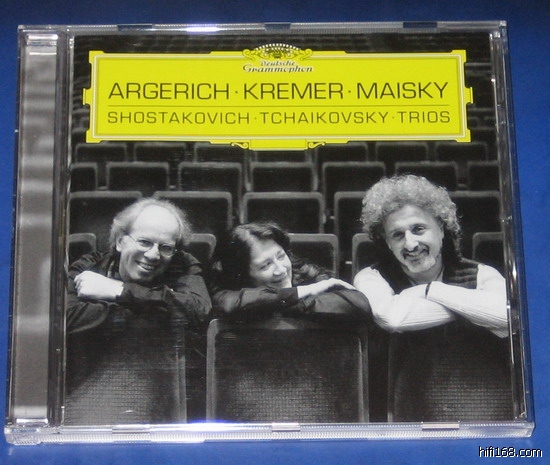 Deutsche
Grammophon
ARGERICH · KREMER · MAISKY
SHOSTAKOVICH · TCHAIKOVSKY · TRIOS
hifi168.com